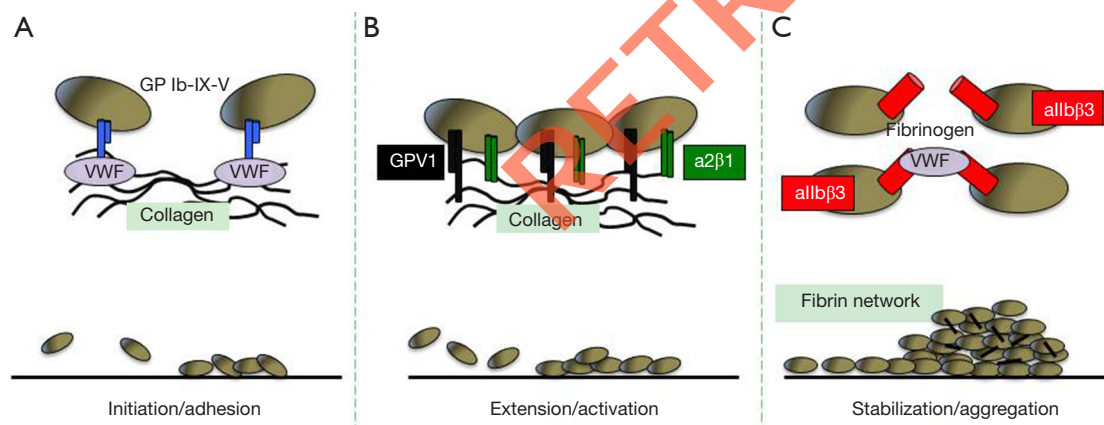 A
GP Ib-IX-V
VWF
VWF
Collagen
Initiation/adhesion
B
GPV1
a2β1
Collagen
Extension/activation
C
aIIbβ3
Fibrinogen
VWF
aIIbβ3
Fibrin network
Stabilization/aggregation
RETR